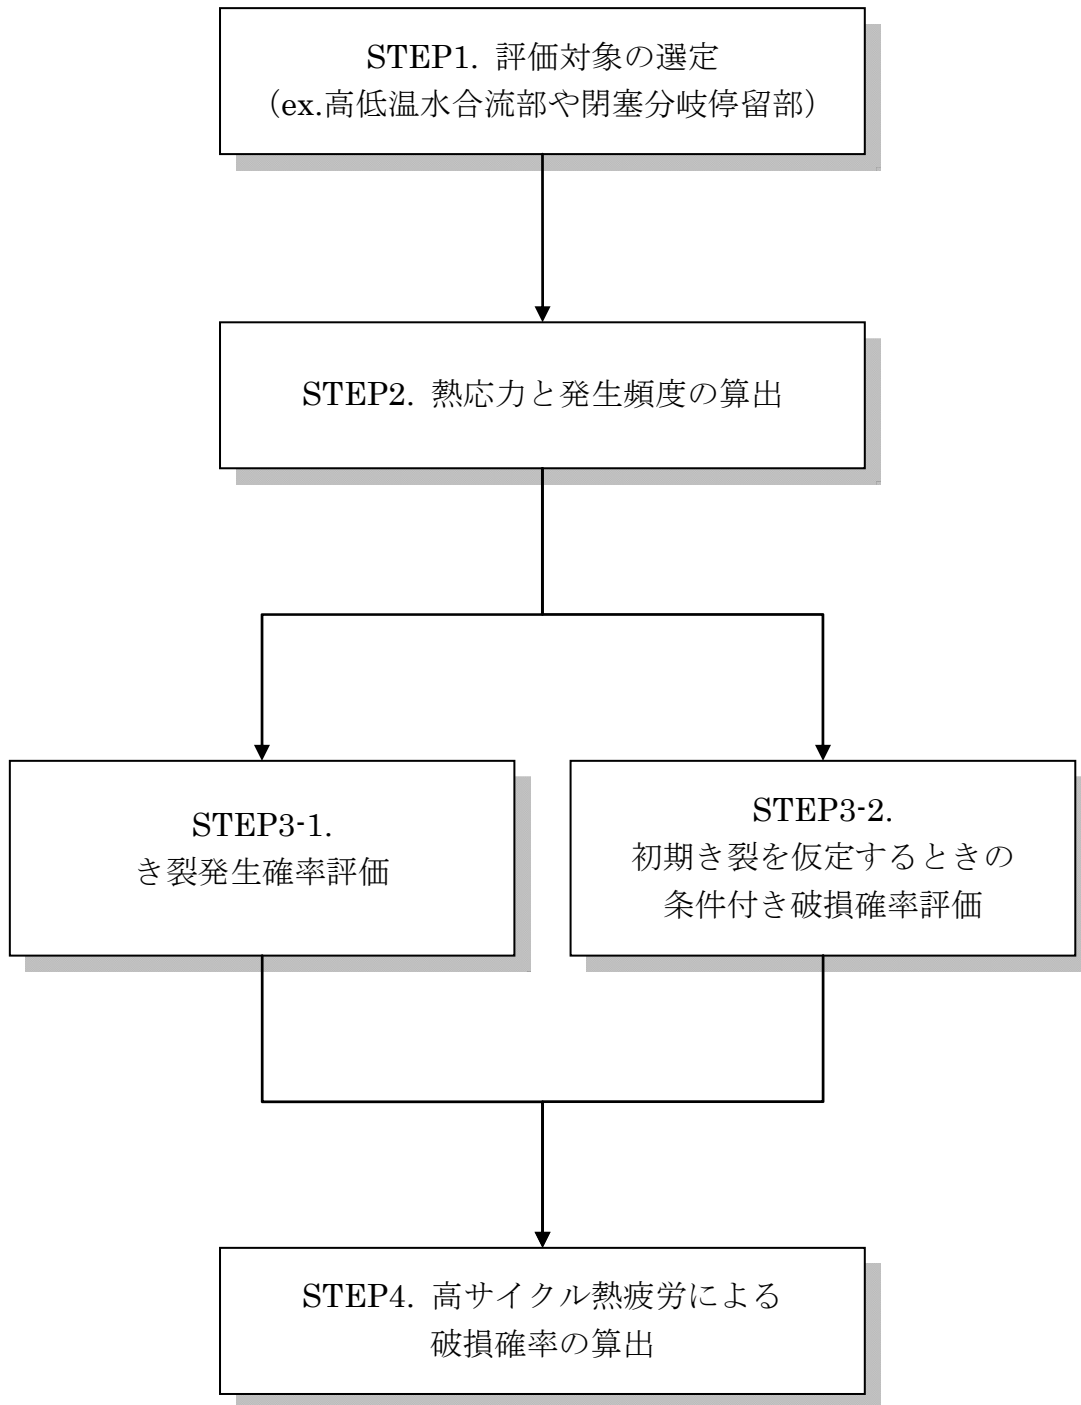 STEP1. 評価対象の選定
（ex.高低温水合流部や閉塞分岐停留部）
STEP2. 熱応力と発生頻度の算出
STEP3-1.
き裂発生確率評価
STEP3-2.
初期き裂を仮定するときの
条件付き破損確率評価
STEP4. 高サイクル熱疲労による
破損確率の算出